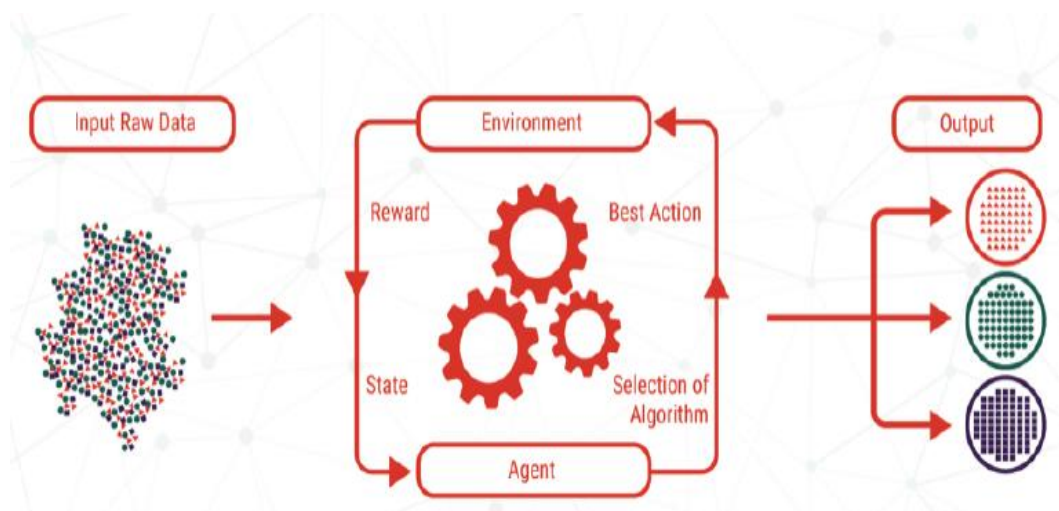 Input Raw Data
Environment
Output
Reward
Best Action
State
Selection of
Algorithm
Agent